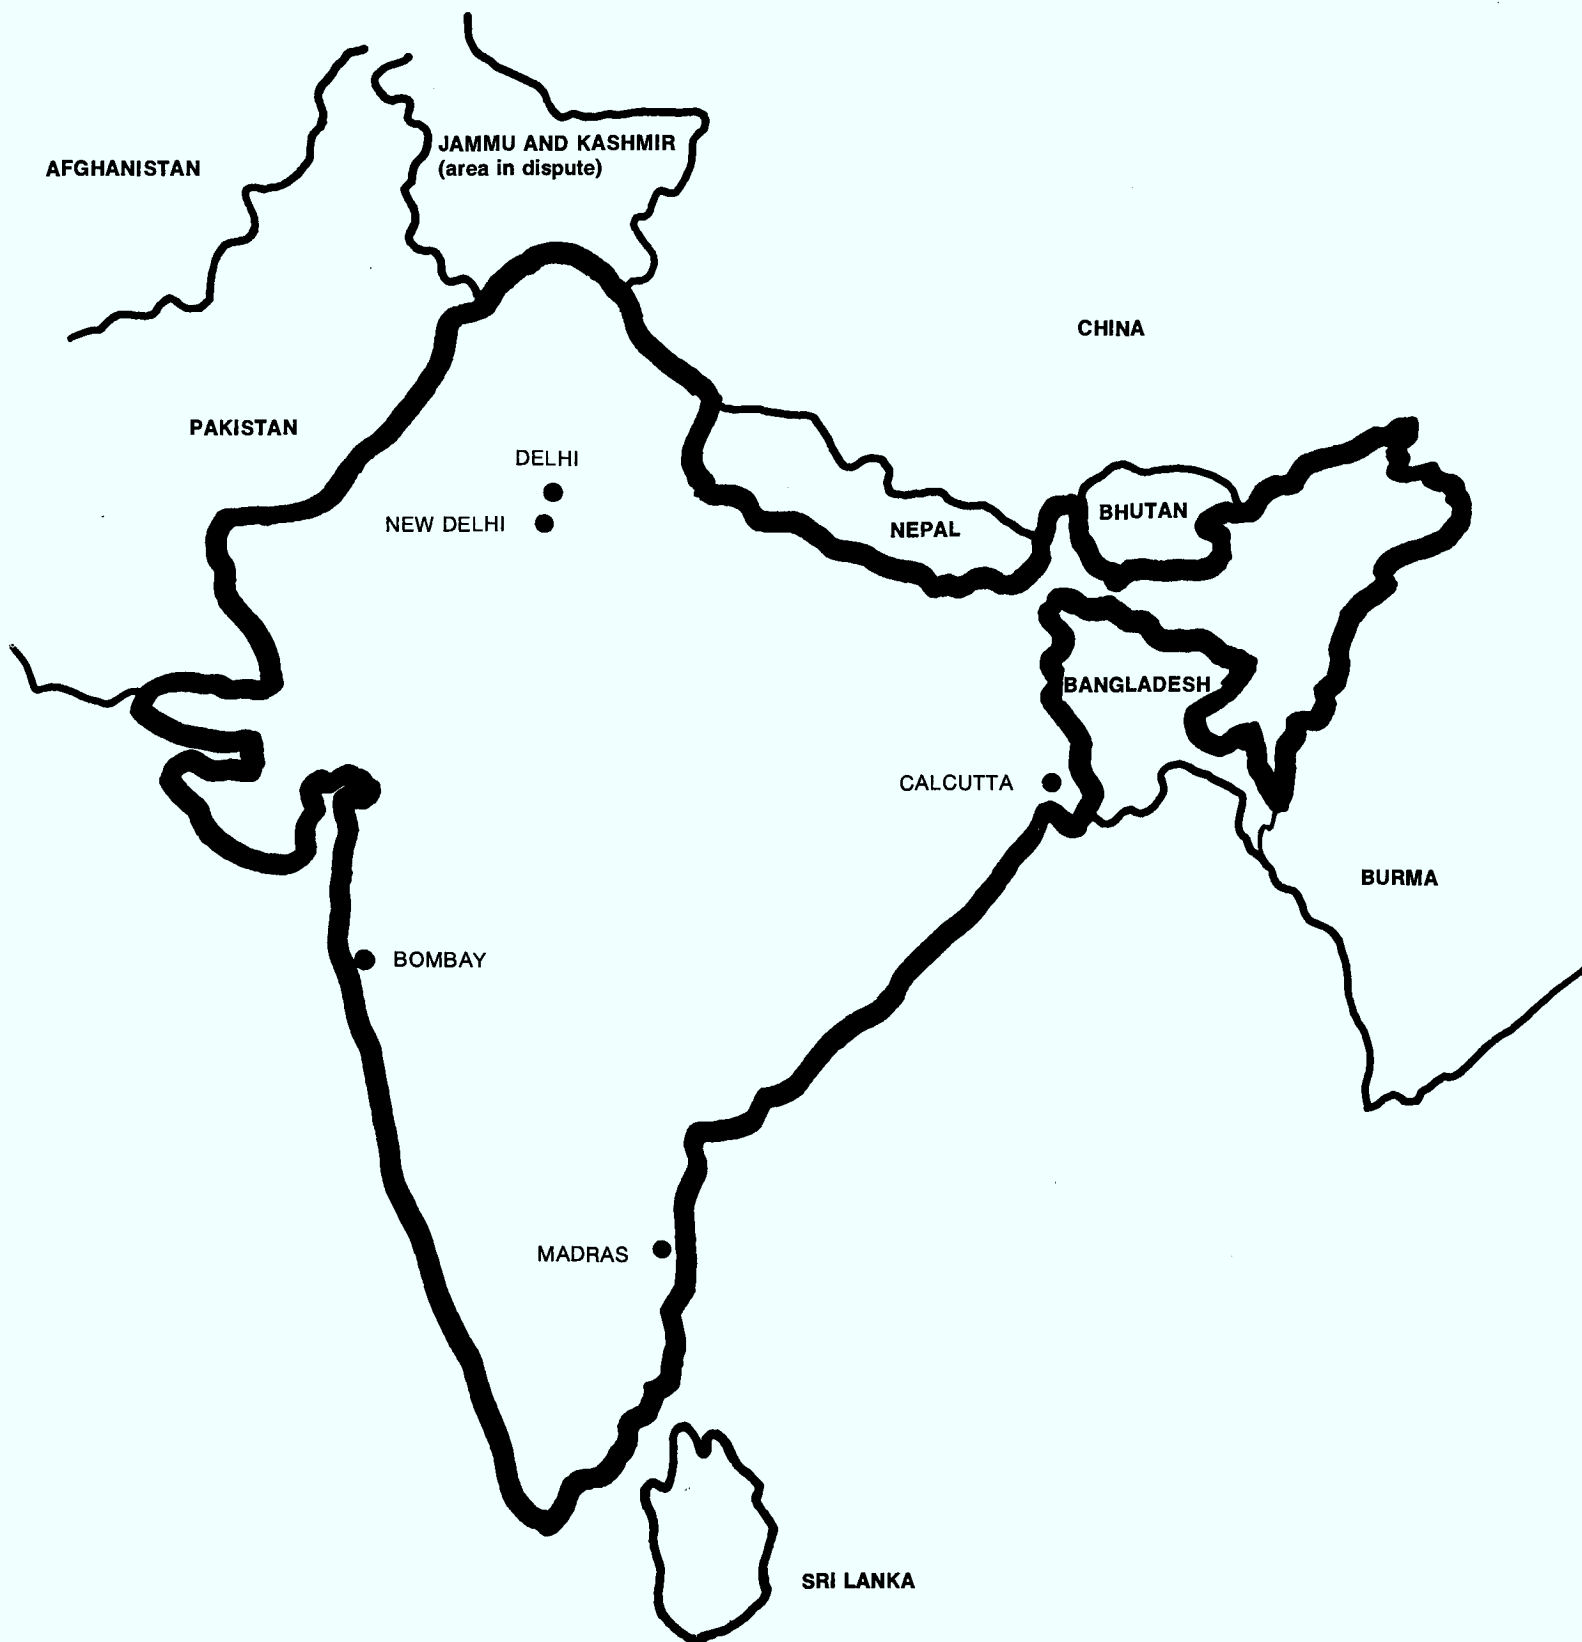 JAMMU AND KASHMIR
(area in dispute)
AFGHANISTAN
CHINA
PAKISTAN
DELHI
NEW DELHI
NEPAL
BHUTAN
BANGLADESH
CALCUTTA
BURMA
BOMBAY
MADRAS
SRI LANKA